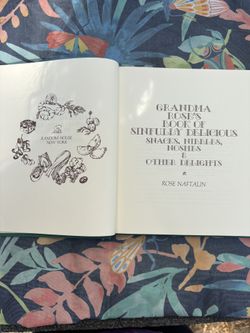 RANDOM HOUSE
NEW YORK
GRANDMA
ROSE'S
BOOK OF
SINFULLY DELICIOUS
SNACKS, NIBBLES,
NOSHES
&
OTHER DELIGHTS
ROSE NAFTALIN